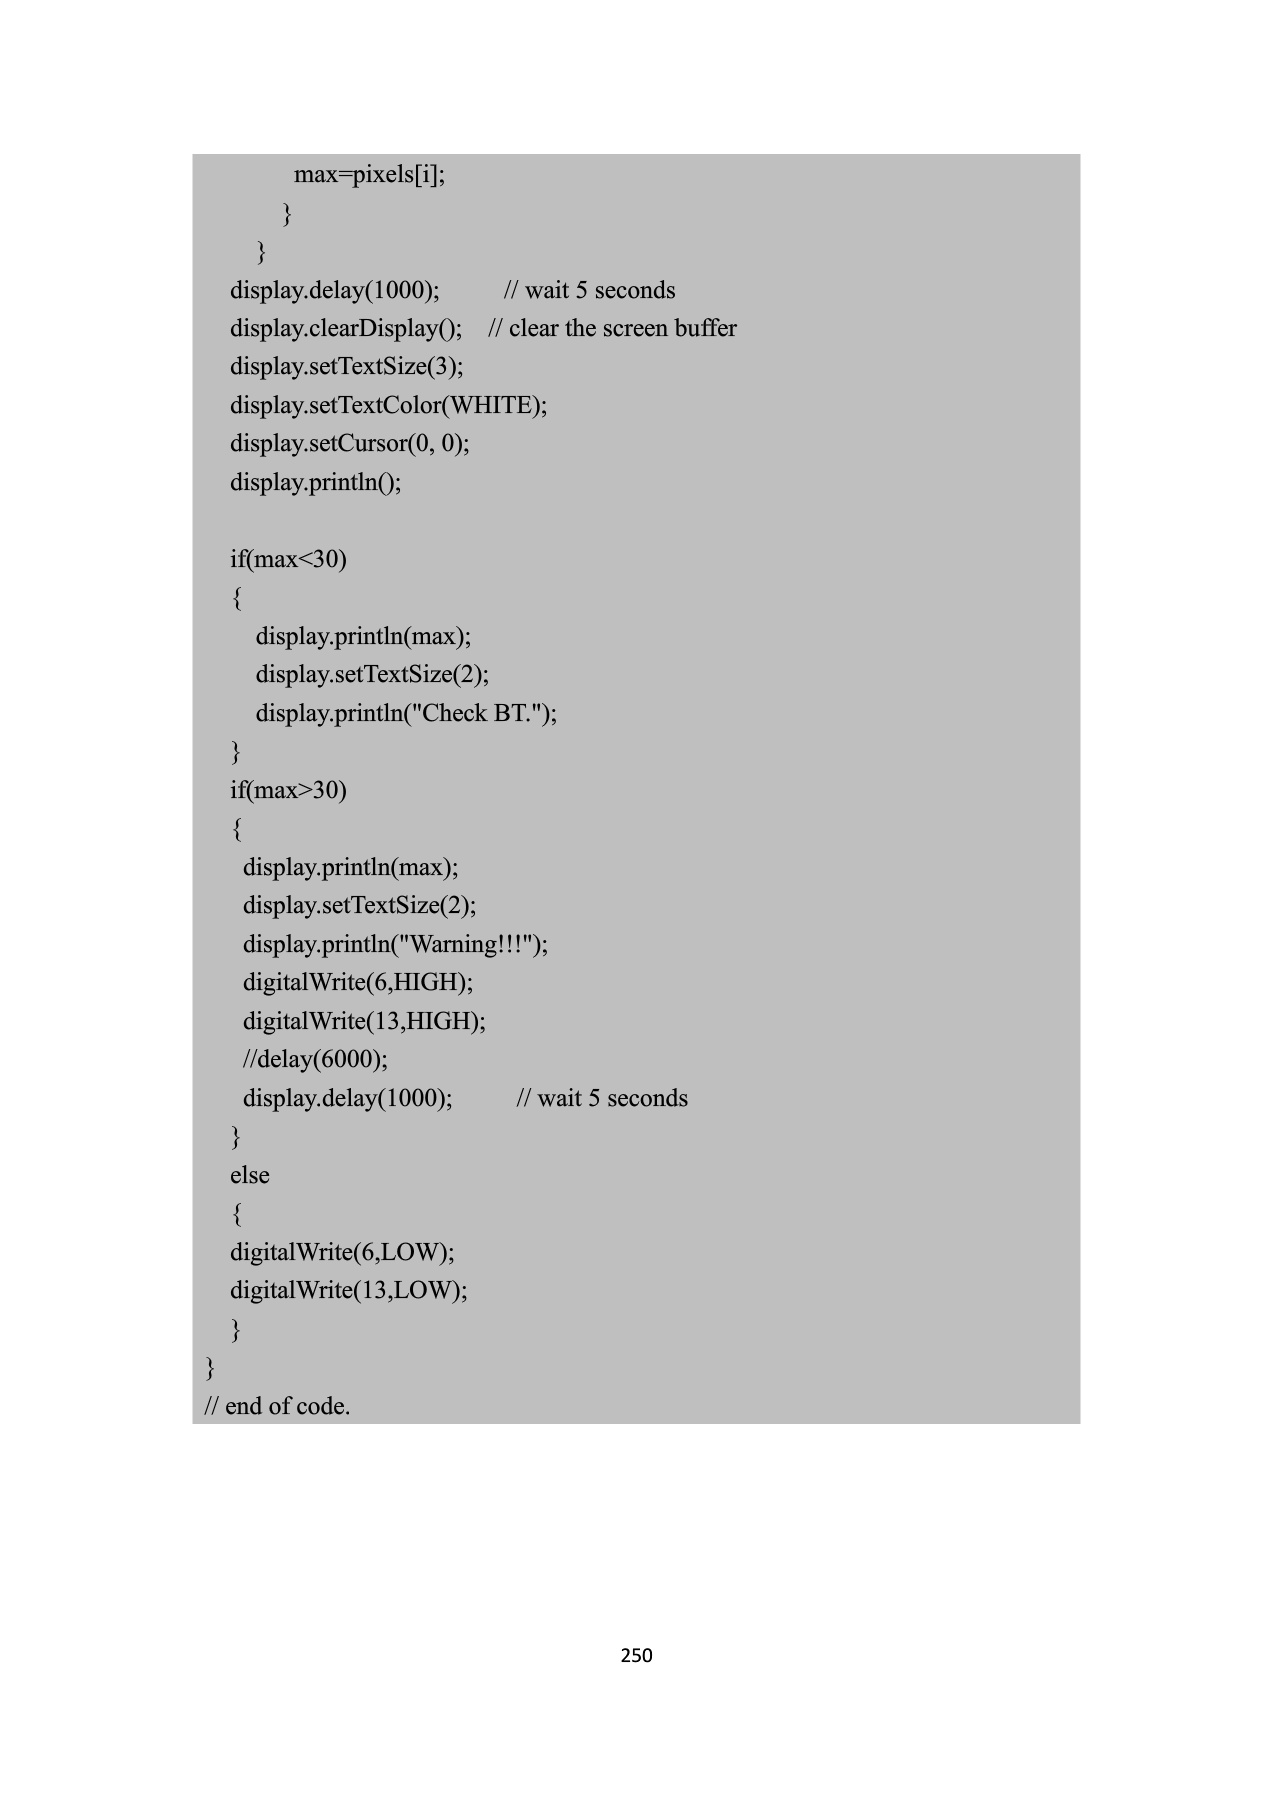 max=pixels[i];
}
}
display.delay(1000); // wait 5 seconds
display.clearDisplay(); // clear the screen buffer
display.setTextSize(3);
display.setTextColor(WHITE);
display.setCursor(0, 0);
display.println();
if(max<30)
{
display.println(max);
display.setTextSize(2);
display.println("Check BT.");
}
if(max>30)
{
display.println(max);
display.setTextSize(2);
display.println("Warning!!!");
digitalWrite(6,HIGH);
digitalWrite(13,HIGH);
//delay(6000);
display.delay(1000); // wait 5 seconds
}
else
{
digitalWrite(6,LOW);
digitalWrite(13,LOW);
}
}
// end of code.
250